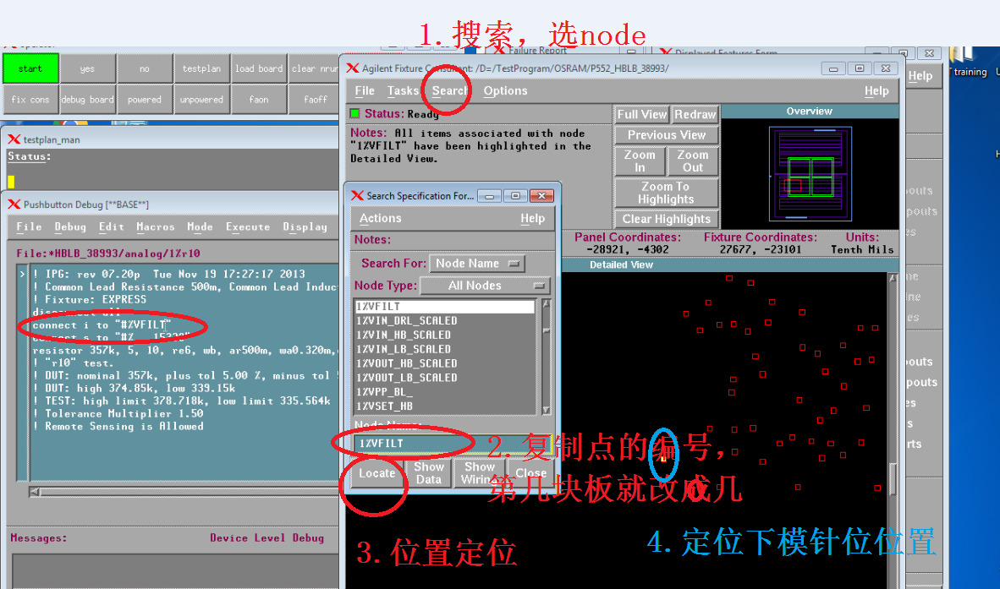 1.搜索，选node
Failure Report
Displayed Features Form
start
yes
no
testplan
load board
fix cons
debug board
powered
unpowered
faon
faoff
Agilent Fixture Consultant: /D=/TestProgram/OSRAM/P552_HBLB_38993/
File Tasks Search Options Help
Help
training
Status: Ready
Notes: All items associated with node
"1%VFILT" have been highlighted in the
Detailed View.
Full View Redraw
Previous View
Zoom In
Zoom Out
Zoom To Highlights
Clear Highlights
Overview
Panel Coordinates:
-28921, -4302
Fixture Coordinates:
27677, -23101
Units:
Tenth Mils
Detailed View
testplan_man
Status:
Pushbutton Debug [**BASE**]
File Debug Edit Macros Mode Execute Display
File:*HBLB_38993/analog/1%r10
! IPG: rev 07.20p Tue Nov 19 17:27:17 2013
! Common Lead Resistance 500m, Common Lead Induc
! Fixture: EXPRESS
connect i to "#%VFILT"
resistor 357k, 5, 10, re6, wb, ar500m, wa0.320m,
! "r10" test.
! DUT: nominal 357k, plus tol 5.00 %, minus tol
! DUT: high 374.85k, low 339.15k
! TEST: high limit 378.718k, low limit 335.564k
! Tolerance Multiplier 1.50
! Remote Sensing is Allowed
Messages:
Device Level Debug
Search Specification For...
Actions Help
Notes:
Search For: Node Name
Node Type: All Nodes
1%VFILT
1%VIN_DRL_SCALED
1%VIN_HB_SCALED
1%VIN_LB_SCALED
1%VOUT_HB_SCALED
1%VOUT_LB_SCALED
1%VPP_BL_
1%VSET_HB
Node Name:
1%VFILT
Locate
Show Data
Show Wiring
Close
2.复制点的编号，
第几块板就改成几
3.位置定位
4.定位下模针位位置